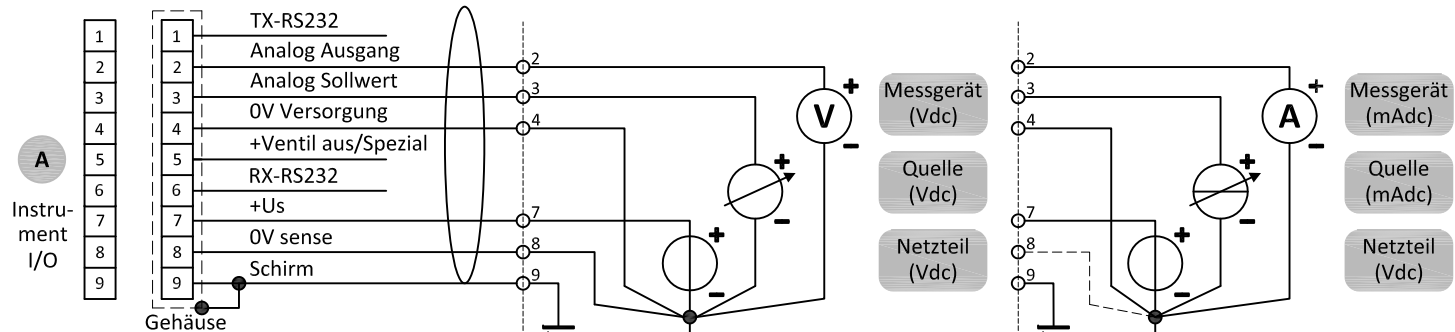 A
Instru-
ment
I/O
1
2
3
4
5
6
7
8
9
1
2
3
4
5
6
7
8
9
Gehäuse
TX-RS232
Analog Ausgang
Analog Sollwert
0V Versorgung
+Ventil aus/Spezial
RX-RS232
+Us
0V sense
Schirm
2
3
4
7
8
9
+
V
−
+
−
+
−
Messgerät
(Vdc)
Quelle
(Vdc)
Netzteil
(Vdc)
2
3
4
7
8
9
+
A
−
+
−
+
−
Messgerät
(mAdc)
Quelle
(mAdc)
Netzteil
(Vdc)